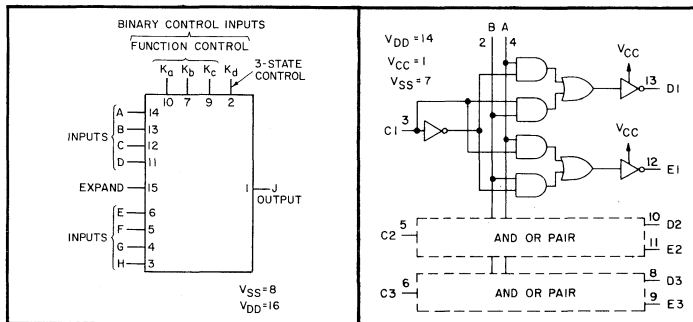 BINARY CONTROL INPUTS
FUNCTION CONTROL
3-STATE
CONTROL
Ka Kb Kc Kd
10 7 9 2
INPUTS
A 14
B 13
C 12
D 11
EXPAND 15
1 J
OUTPUT
INPUTS
E 6
F 5
G 4
H 3
VSS=8
VDD=16
B A
VDD=14
2 4
VCC=1
VSS=7
VCC
13 D1
C1 3
VCC
12 E1
C2 5
AND OR PAIR
10 D2
11 E2
C3 6
AND OR PAIR
8 D3
9 E3